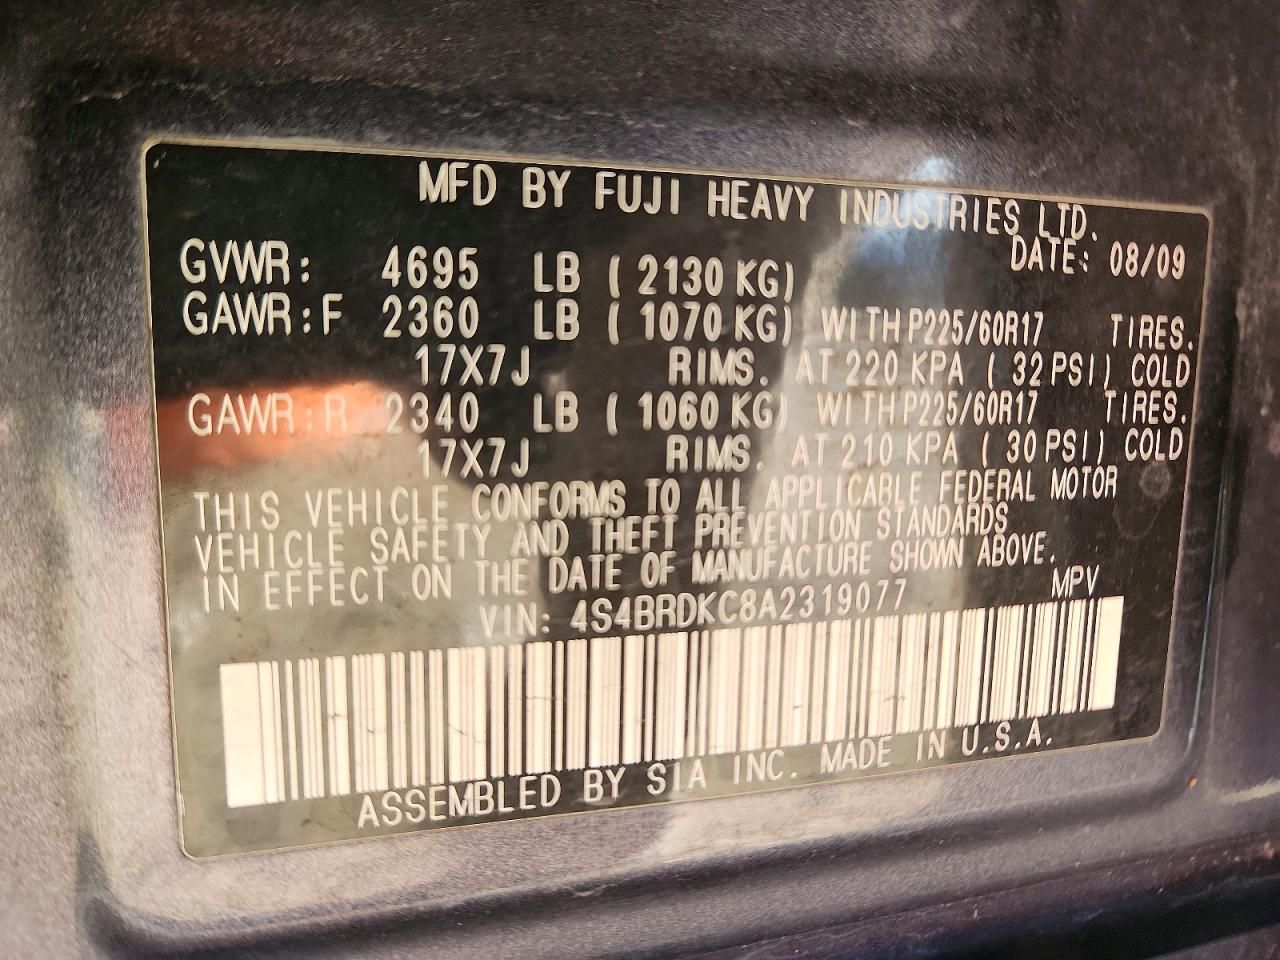 MFD BY FUJI HEAVY INDUSTRIES LTD.
DATE: 08/09
GVWR: 4695 LB ( 2130 KG)
GAWR:F 2360 LB ( 1070 KG) WITH P225/60R17 TIRES.
17X7J RIMS. AT 220 KPA ( 32 PSI) COLD
GAWR:R 2340 LB ( 1060 KG) WITH P225/60R17 TIRES.
17X7J RIMS. AT 210 KPA ( 30 PSI) COLD
THIS VEHICLE CONFORMS TO ALL APPLICABLE FEDERAL MOTOR
VEHICLE SAFETY AND THEFT PREVENTION STANDARDS
IN EFFECT ON THE DATE OF MANUFACTURE SHOWN ABOVE.
VIN: 4S4BRDKC8A2319077 MPV
ASSEMBLED BY SIA INC. MADE IN U.S.A.